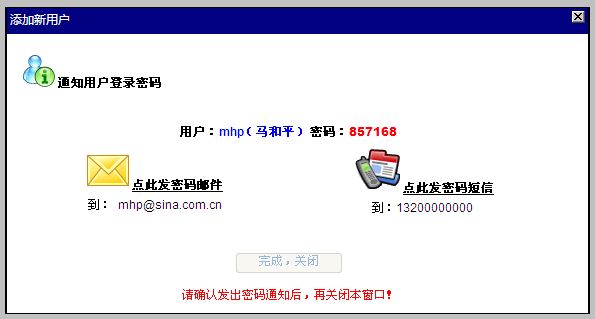 添加新用户
通知用户登录密码
用户：mhp（马和平）密码：857168
点此发密码邮件
到： mhp@sina.com.cn
点此发密码短信
到：13200000000
完成，关闭
请确认发出密码通知后，再关闭本窗口！